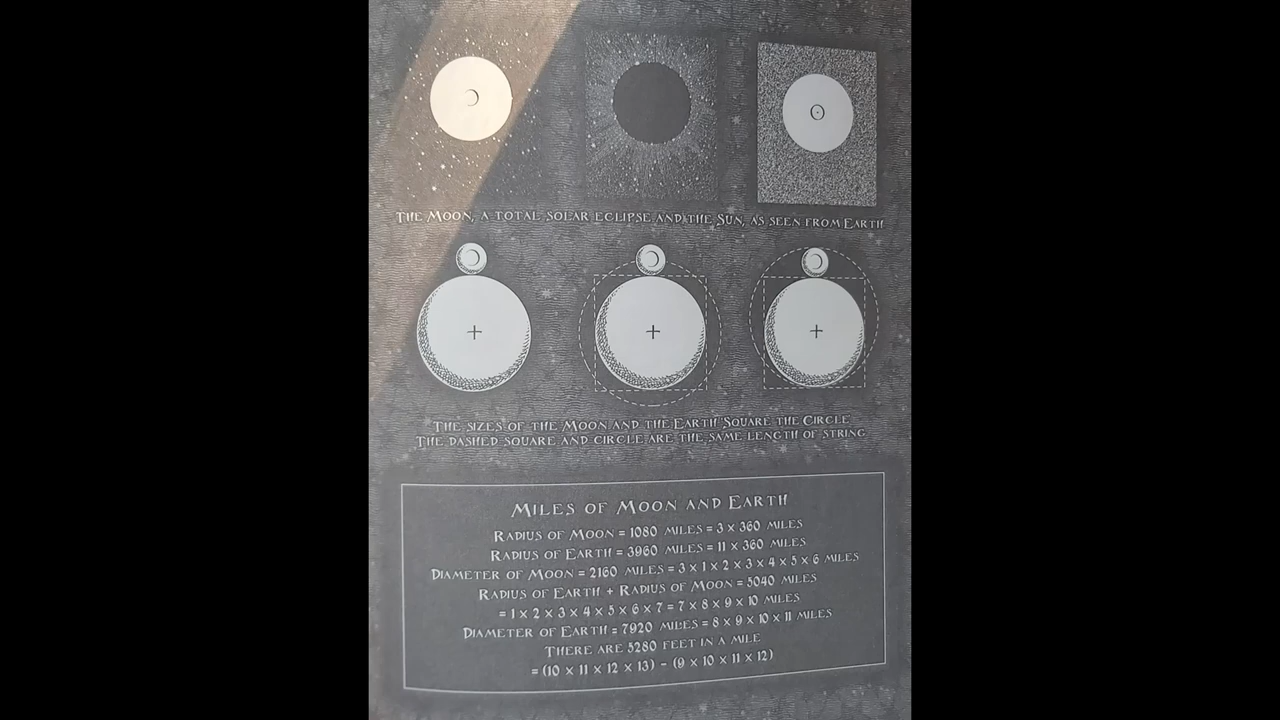 The Moon, a total solar eclipse and the Sun, as seen from Earth
The sizes of the Moon and the Earth 'Square the Circle'
The dashed square and circle are the same length of string
Miles of Moon and Earth
Radius of Moon = 1080 miles = 3 x 360 miles
Radius of Earth = 3960 miles = 11 x 360 miles
Diameter of Moon = 2160 miles = 3 x 1 x 2 x 3 x 4 x 5 x 6 miles
Radius of Earth + Radius of Moon = 5040 miles
= 1 x 2 x 3 x 4 x 5 x 6 x 7 = 7 x 8 x 9 x 10 miles
Diameter of Earth = 7920 miles = 8 x 9 x 10 x 11 miles
There are 5280 feet in a mile
= (10 x 11 x 12 x 13) - (9 x 10 x 11 x 12)